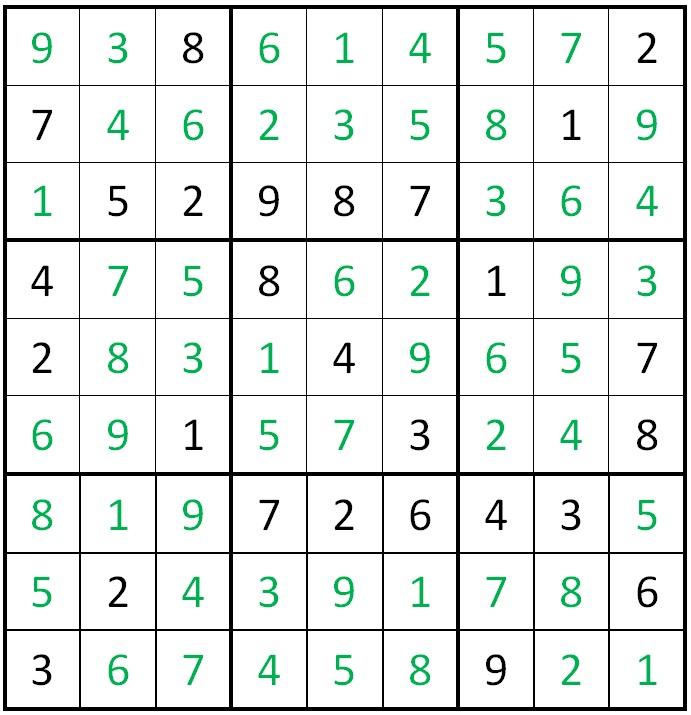 9 3 8 6 1 4 5 7 2
7 4 6 2 3 5 8 1 9
1 5 2 9 8 7 3 6 4
4 7 5 8 6 2 1 9 3
2 8 3 1 4 9 6 5 7
6 9 1 5 7 3 2 4 8
8 1 9 7 2 6 4 3 5
5 2 4 3 9 1 7 8 6
3 6 7 4 5 8 9 2 1